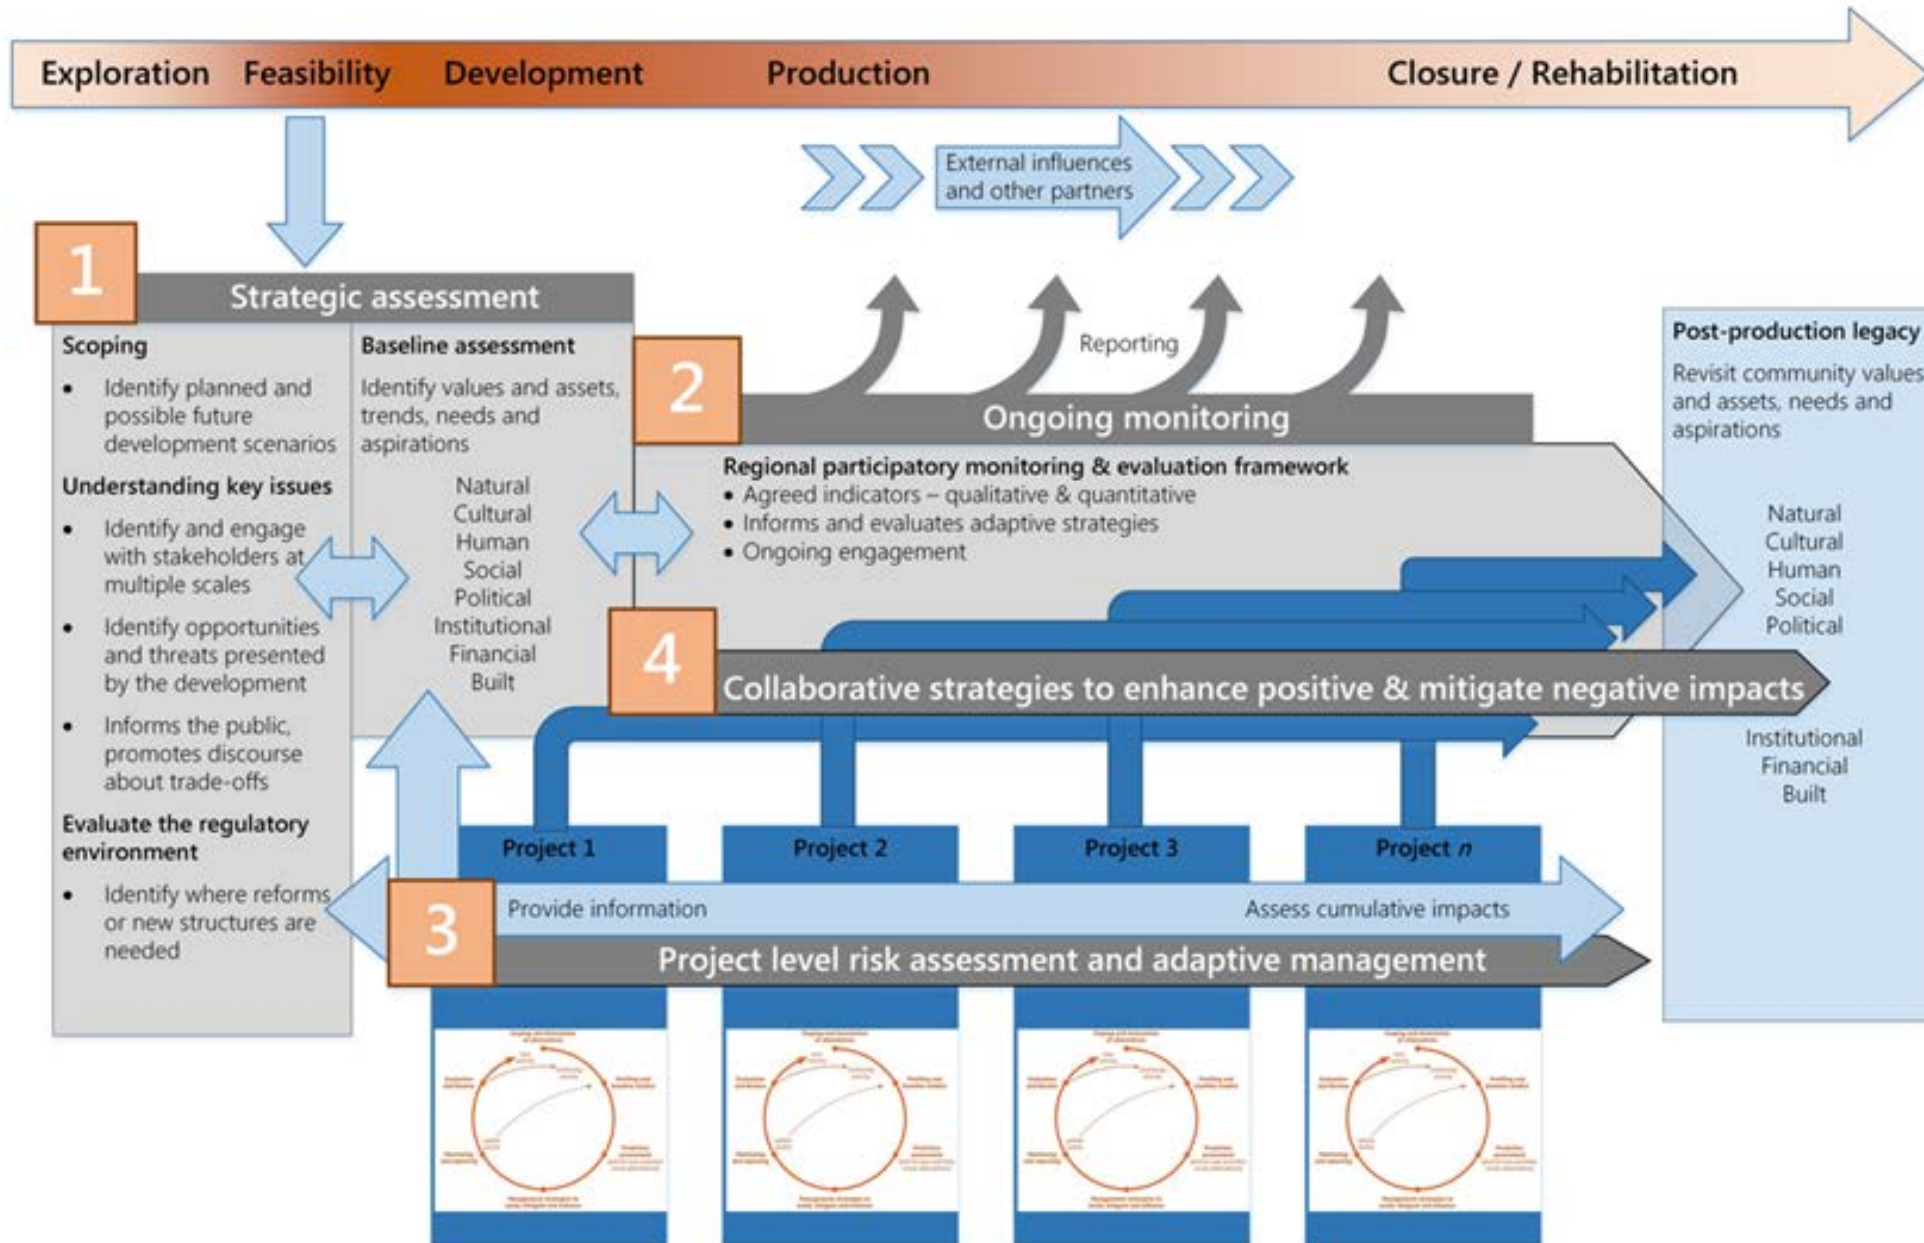 Exploration Feasibility Development Production Closure / Rehabilitation
External influences
and other partners
1
Strategic assessment
Scoping
• Identify planned and
possible future
development scenarios
Understanding key issues
• Identify and engage
with stakeholders at
multiple scales
• Identify opportunities
and threats presented
by the development
• Informs the public,
promotes discourse
about trade-offs
Evaluate the regulatory
environment
• Identify where reforms
or new structures are
needed
Baseline assessment
Identify values and assets,
trends, needs and
aspirations
Natural
Cultural
Human
Social
Political
Institutional
Financial
Built
2
Reporting
Ongoing monitoring
Regional participatory monitoring & evaluation framework
• Agreed indicators – qualitative & quantitative
• Informs and evaluates adaptive strategies
• Ongoing engagement
4
Collaborative strategies to enhance positive & mitigate negative impacts
Post-production legacy
Revisit community values
and assets, needs and
aspirations
Natural
Cultural
Human
Social
Political
Institutional
Financial
Built
Project 1
Project 2
Project 3
Project n
3
Provide information
Assess cumulative impacts
Project level risk assessment and adaptive management